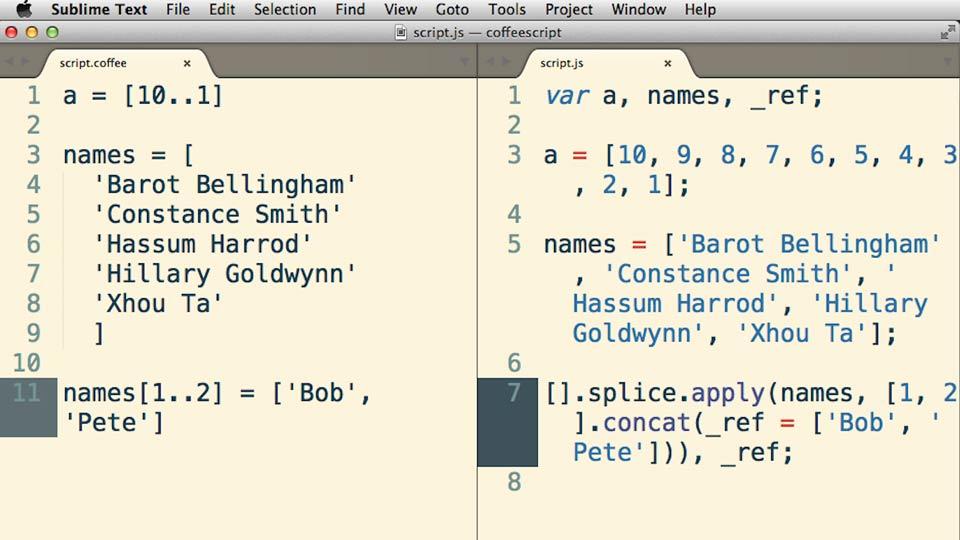 Sublime Text File Edit Selection Find View Goto Tools Project Window Help
script.js — coffeescript
script.coffee ×
1 a = [10..1]
2
3 names = [
4 'Barot Bellingham'
5 'Constance Smith'
6 'Hassum Harrod'
7 'Hillary Goldwynn'
8 'Xhou Ta'
9 ]
10
11 names[1..2] = ['Bob',
'Pete']
script.js ×
1 var a, names, _ref;
2
3 a = [10, 9, 8, 7, 6, 5, 4, 3
, 2, 1];
4
5 names = ['Barot Bellingham'
, 'Constance Smith', '
Hassum Harrod', 'Hillary
Goldwynn', 'Xhou Ta'];
6
7 [].splice.apply(names, [1, 2
].concat(_ref = ['Bob', '
Pete'])), _ref;
8